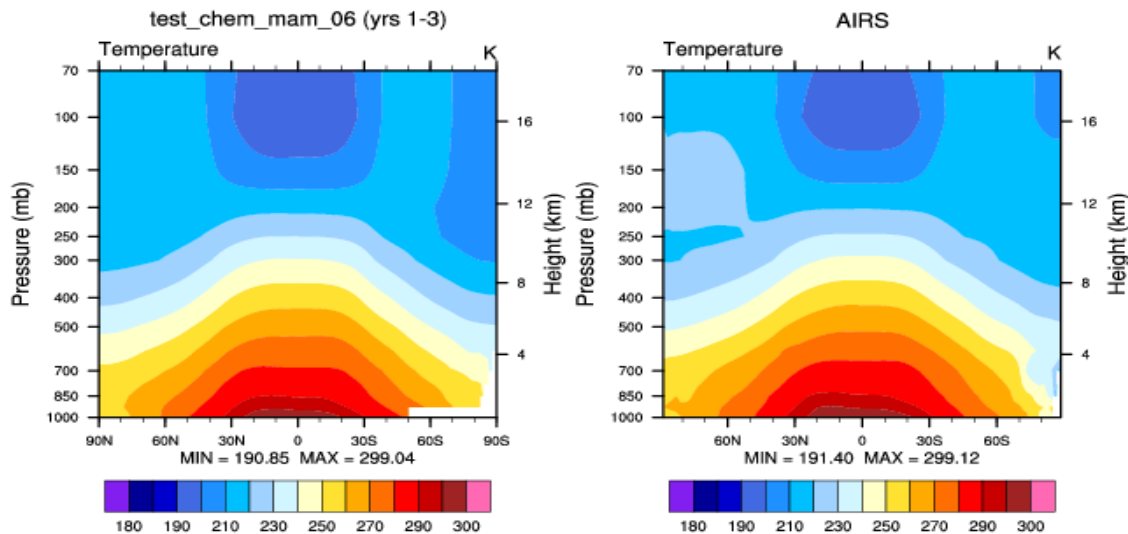 test_chem_mam_06 (yrs 1-3)
Temperature K
70
100
150
200
250
300
400
500
700
850
1000
Pressure (mb)
16
12
8
4
Height (km)
90N 60N 30N 0 30S 60S 90S
MIN = 190.85 MAX = 299.04
180 190 210 230 250 270 290 300
AIRS
Temperature K
70
100
150
200
250
300
400
500
700
850
1000
Pressure (mb)
16
12
8
4
Height (km)
60N 30N 0 30S 60S
MIN = 191.40 MAX = 299.12
180 190 210 230 250 270 290 300